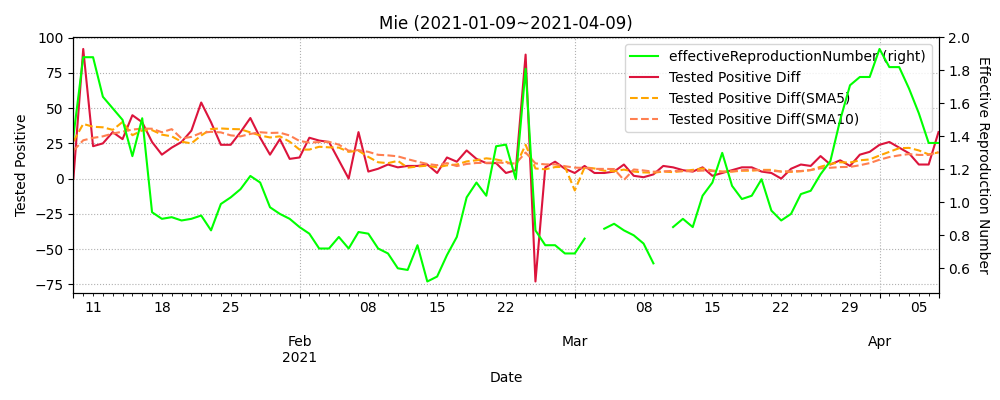 Mie (2021-01-09~2021-04-09)
effectiveReproductionNumber (right)
Tested Positive Diff
Tested Positive Diff(SMA5)
Tested Positive Diff(SMA10)
Tested Positive
100
75
50
25
0
−25
−50
−75
Effective Reproduction Number
2.0
1.8
1.6
1.4
1.2
1.0
0.8
0.6
11 18 25 08 15 22 08 15 22 29 05
Feb Mar Apr
2021
Date